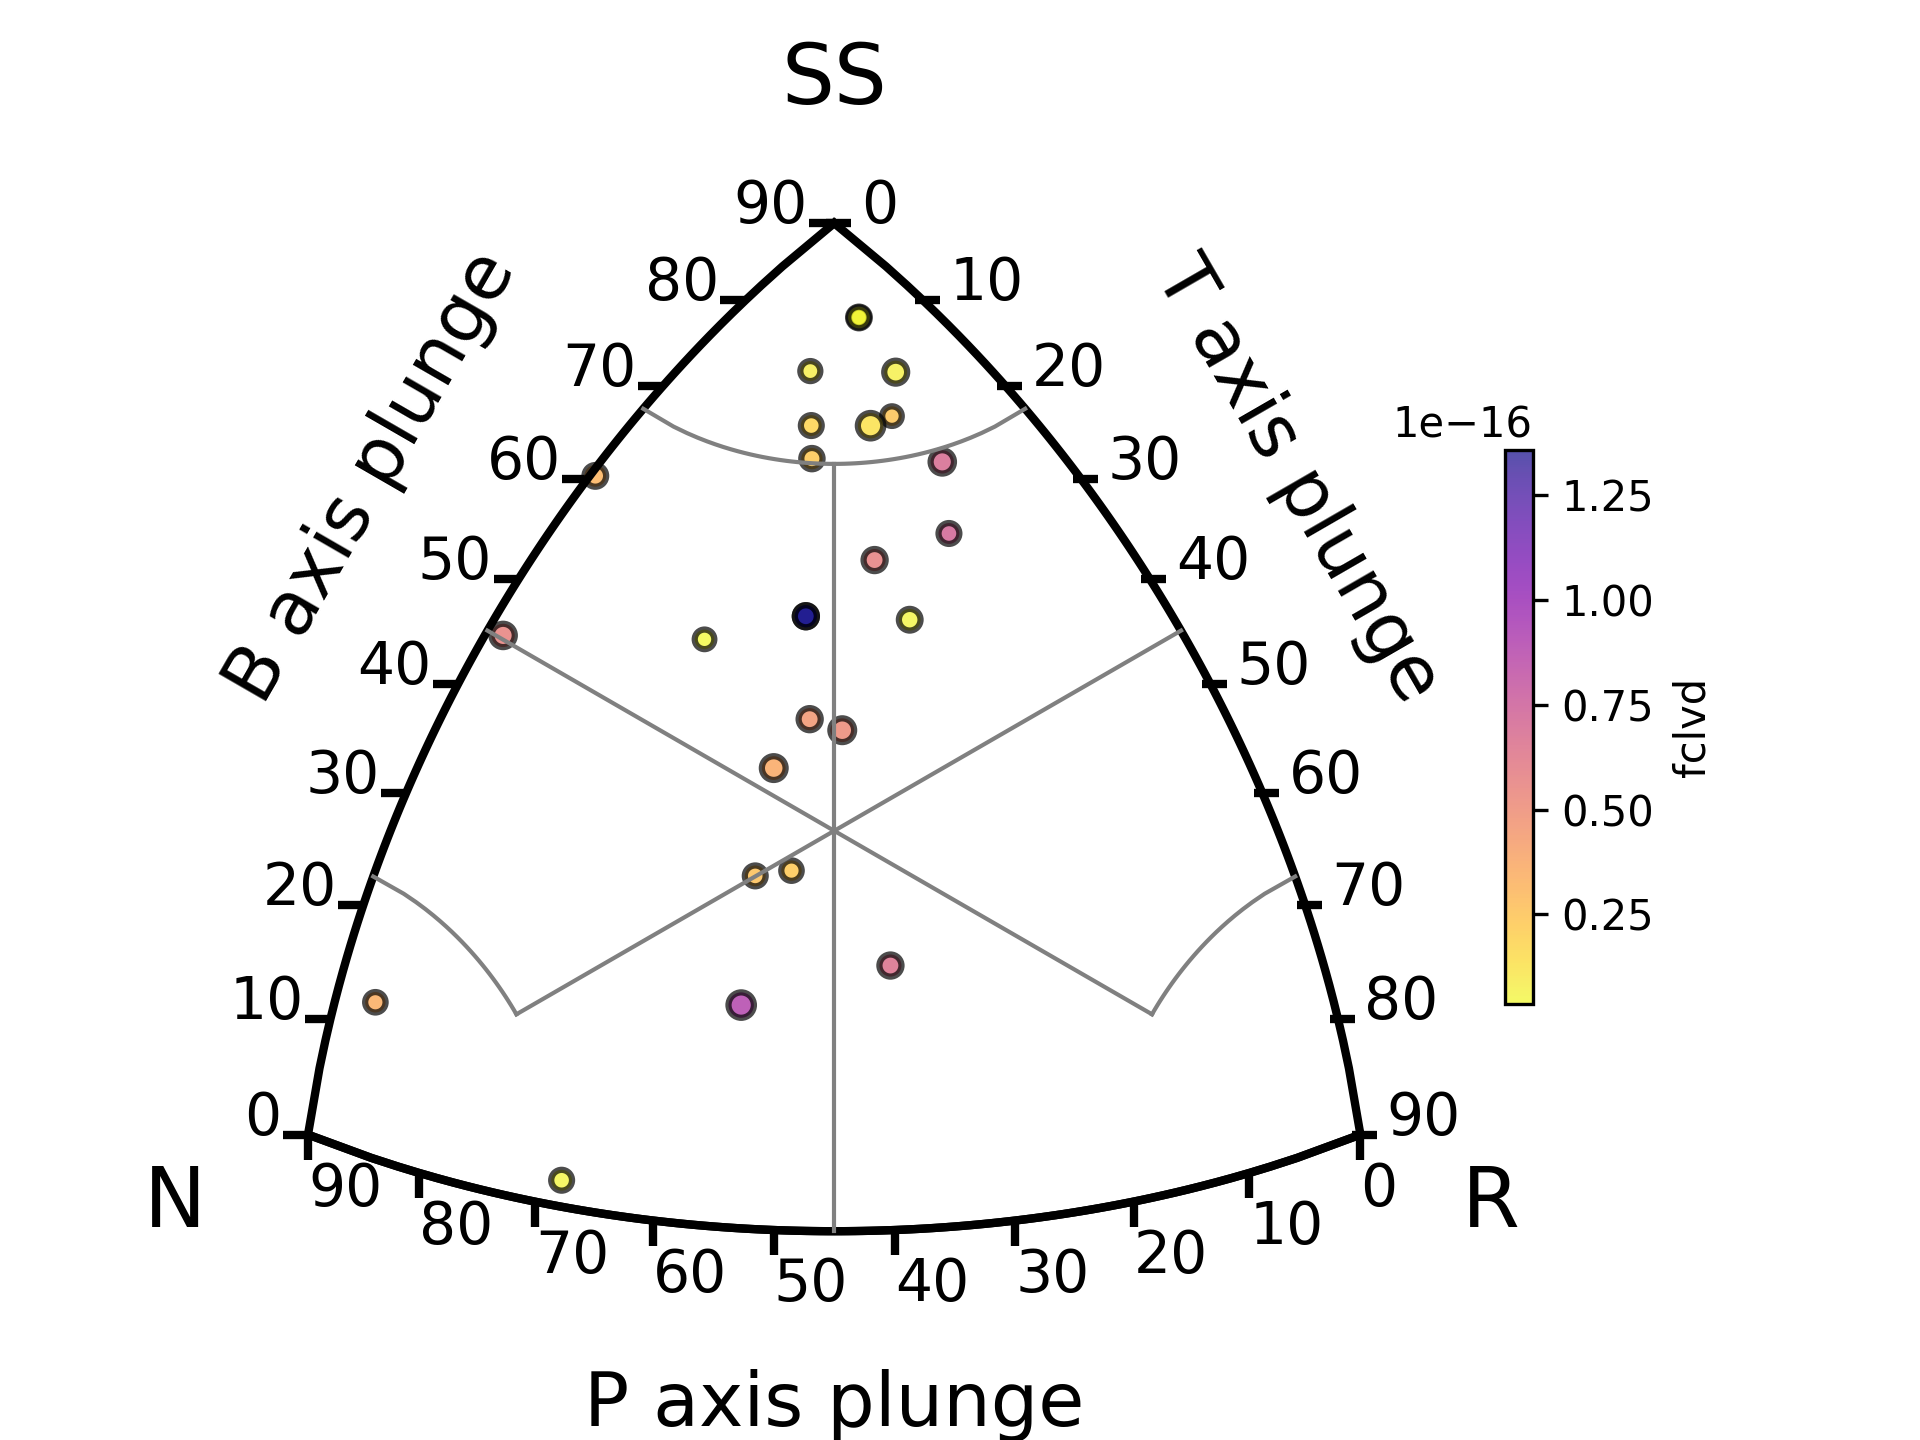 SS
90 0
80 10
70 20
60 30
50 40
40 50
30 60
20 70
10 80
0 90
B axis plunge
T axis plunge
N R
90 80 70 60 50 40 30 20 10 0
P axis plunge
1e−16
1.25
1.00
0.75
0.50
0.25
fclvd